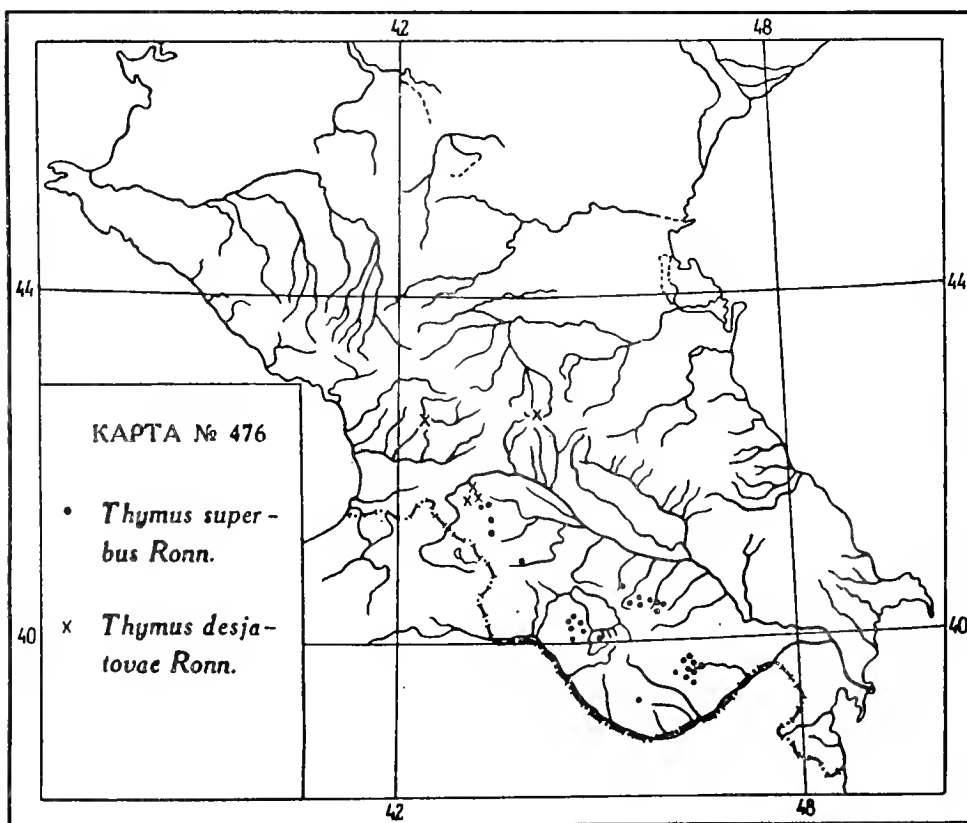 42 48
44 44
КАРТА № 476
• Thymus super-
bus Ronn.
40 40
x Thymus desja-
tovae Ronn.
42 48